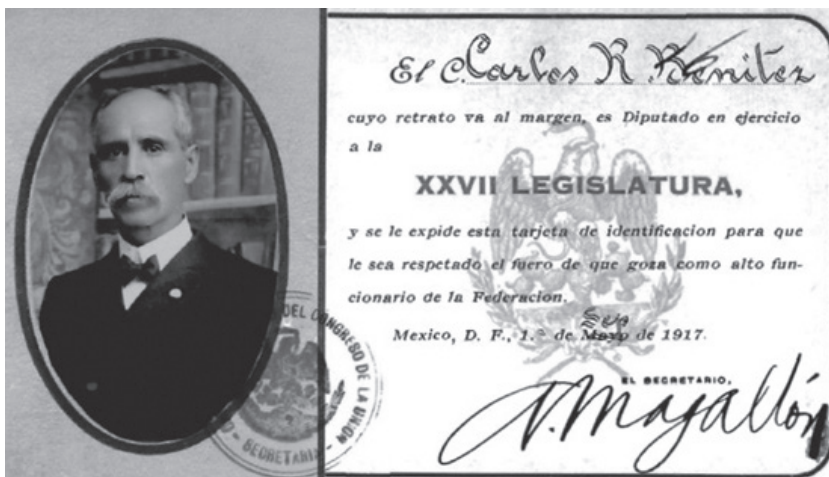 El C. Carlos R. Benitez
cuyo retrato va al margen, es Diputado en ejercicio
a la
XXVII LEGISLATURA,
y se le expide esta tarjeta de identificacion para que
le sea respetado el fuero de que goza como alto fun-
cionario de la Federacion.
Sep
Mexico, D. F., 1.º de Mayo de 1917.
EL SECRETARIO,
A. Magallón
DEL CONGRESO DE LA UNION
SECRETARIA